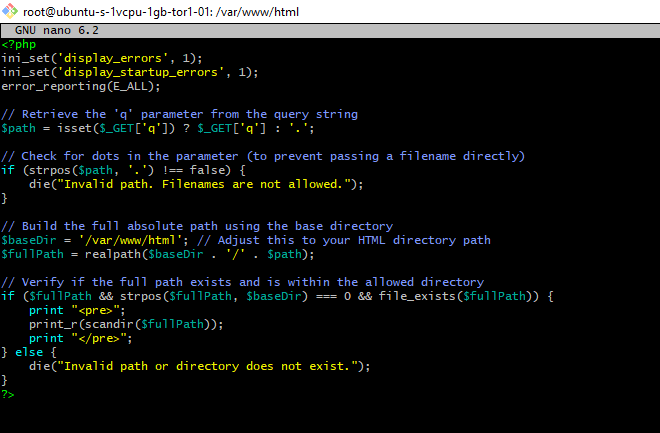 root@ubuntu-s-1vcpu-1gb-tor1-01: /var/www/html
GNU nano 6.2
<?php
ini_set('display_errors', 1);
ini_set('display_startup_errors', 1);
error_reporting(E_ALL);

// Retrieve the 'q' parameter from the query string
$path = isset($_GET['q']) ? $_GET['q'] : '.';

// Check for dots in the parameter (to prevent passing a filename directly)
if (strpos($path, '.') !== false) {
    die("Invalid path. Filenames are not allowed.");
}

// Build the full absolute path using the base directory
$baseDir = '/var/www/html'; // Adjust this to your HTML directory path
$fullPath = realpath($baseDir . '/' . $path);

// Verify if the full path exists and is within the allowed directory
if ($fullPath && strpos($fullPath, $baseDir) === 0 && file_exists($fullPath)) {
    print "<pre>";
    print_r(scandir($fullPath));
    print "</pre>";
} else {
    die("Invalid path or directory does not exist.");
}
?>